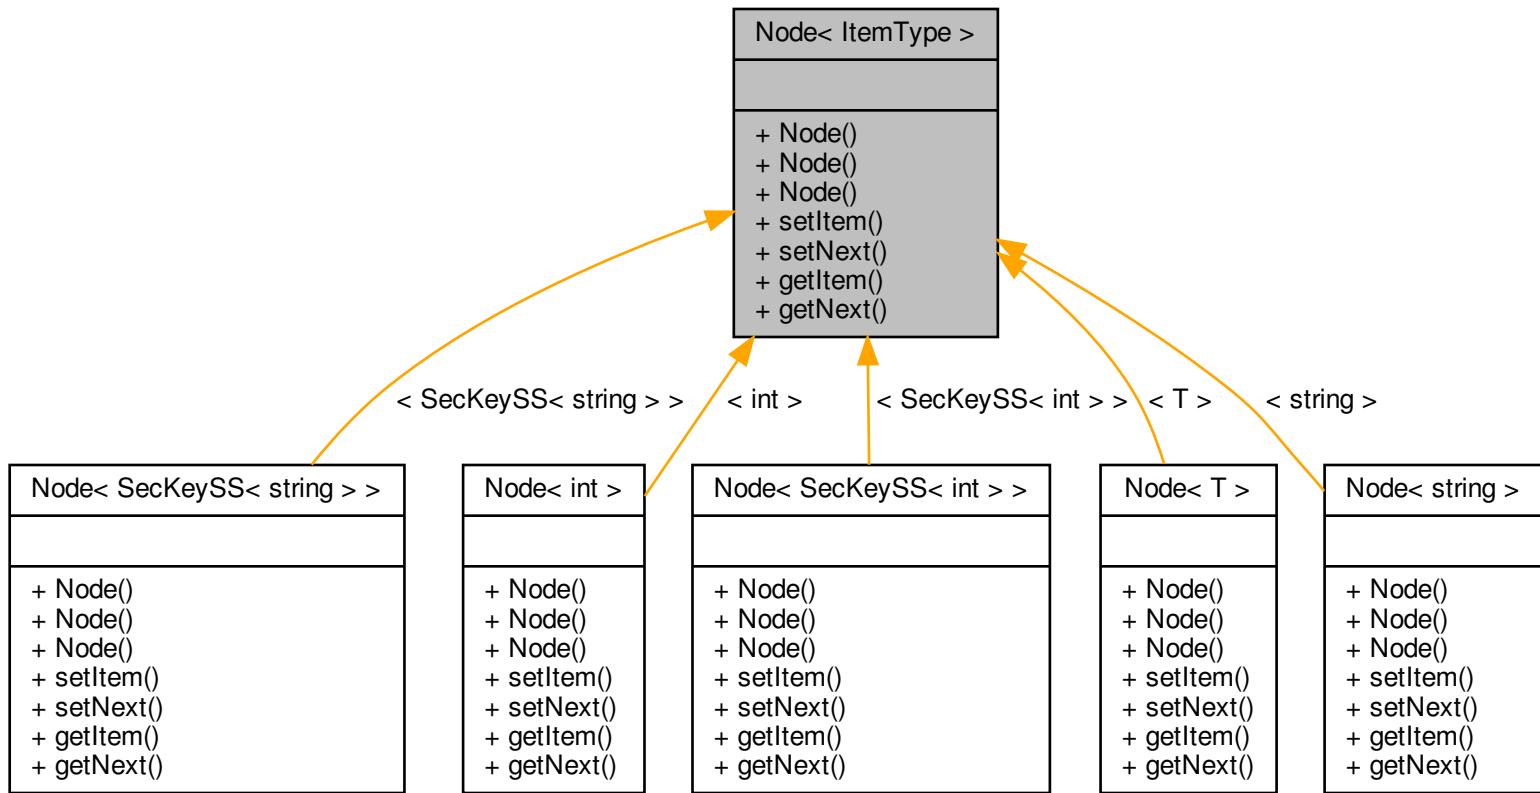 Node< ItemType >
+ Node()
+ Node()
+ Node()
+ setItem()
+ setNext()
+ getItem()
+ getNext()
< SecKeySS< string > >
< int >
< SecKeySS< int > >
< T >
< string >
Node< SecKeySS< string > >
+ Node()
+ Node()
+ Node()
+ setItem()
+ setNext()
+ getItem()
+ getNext()
Node< int >
+ Node()
+ Node()
+ Node()
+ setItem()
+ setNext()
+ getItem()
+ getNext()
Node< SecKeySS< int > >
+ Node()
+ Node()
+ Node()
+ setItem()
+ setNext()
+ getItem()
+ getNext()
Node< T >
+ Node()
+ Node()
+ Node()
+ setItem()
+ setNext()
+ getItem()
+ getNext()
Node< string >
+ Node()
+ Node()
+ Node()
+ setItem()
+ setNext()
+ getItem()
+ getNext()